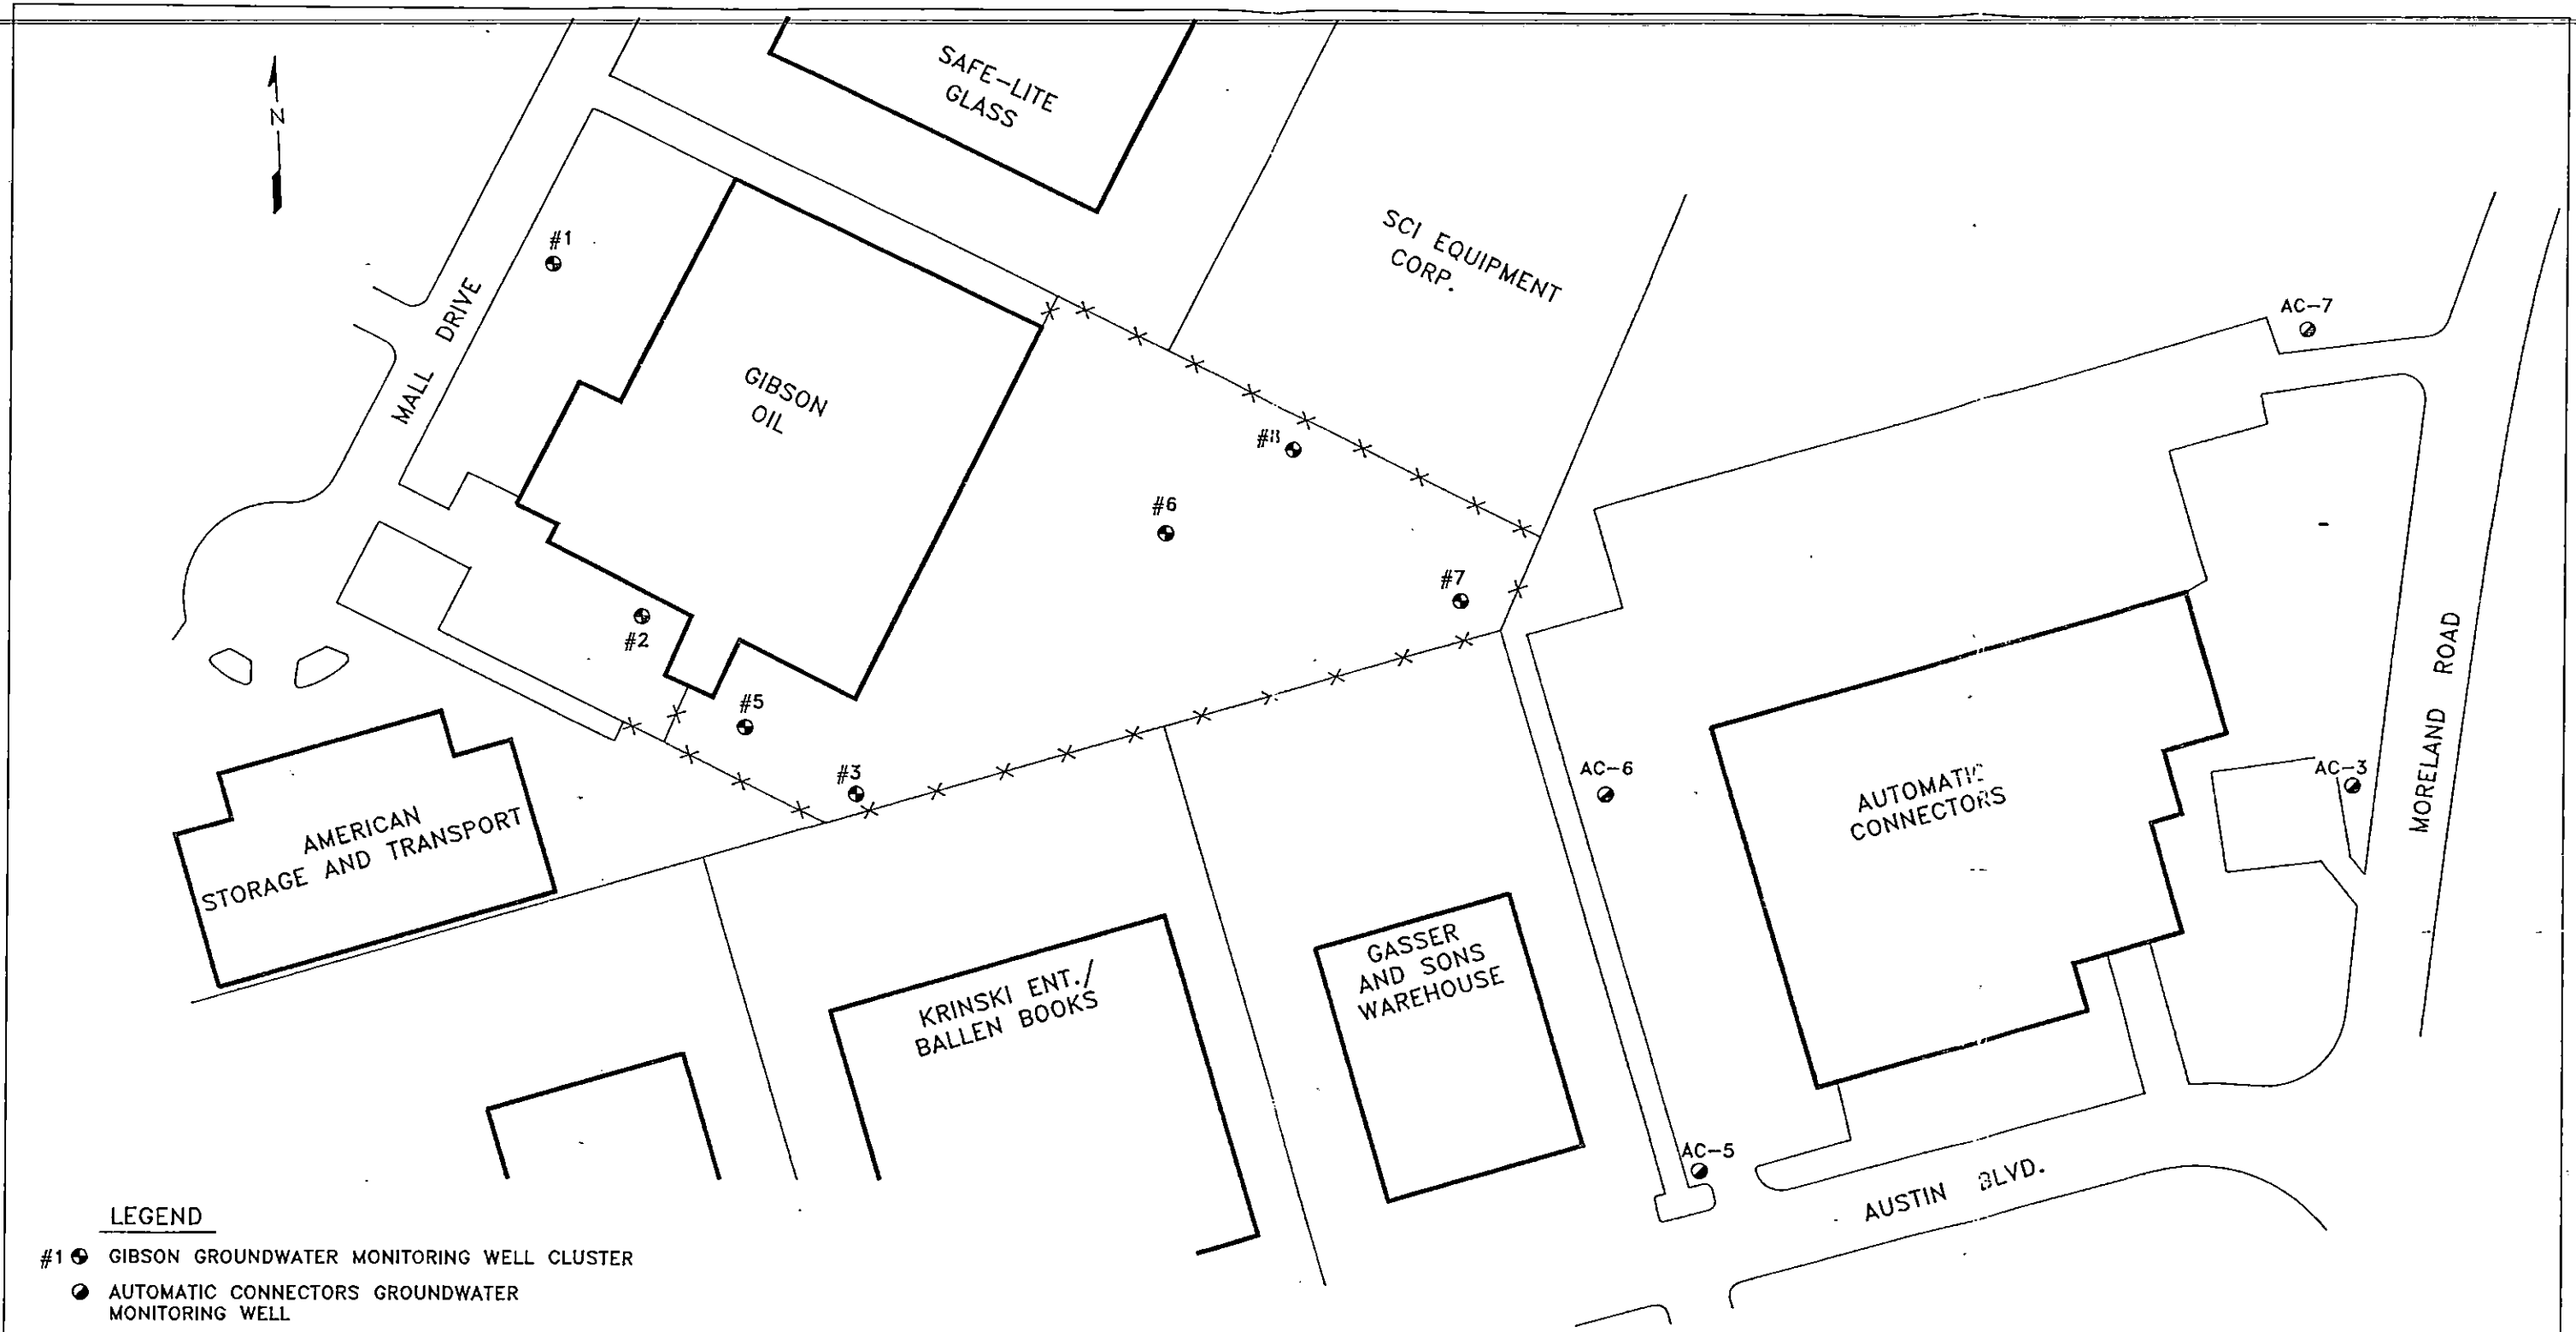 SAFE-LITE
GLASS
N
SCI EQUIPMENT
CORP.
#1
MALL DRIVE
AC-7
GIBSON
OIL
#6
#7
#2
#5
#3
AC-6
AC-3
MORELAND ROAD
AUTOMATIC
CONNECTORS
AMERICAN
STORAGE AND TRANSPORT
GASSER
AND SONS
WAREHOUSE
KRINSKI ENT./
BALLEN BOOKS
AC-5
AUSTIN BLVD.
LEGEND
#1 GIBSON GROUNDWATER MONITORING WELL CLUSTER
AUTOMATIC CONNECTORS GROUNDWATER
MONITORING WELL